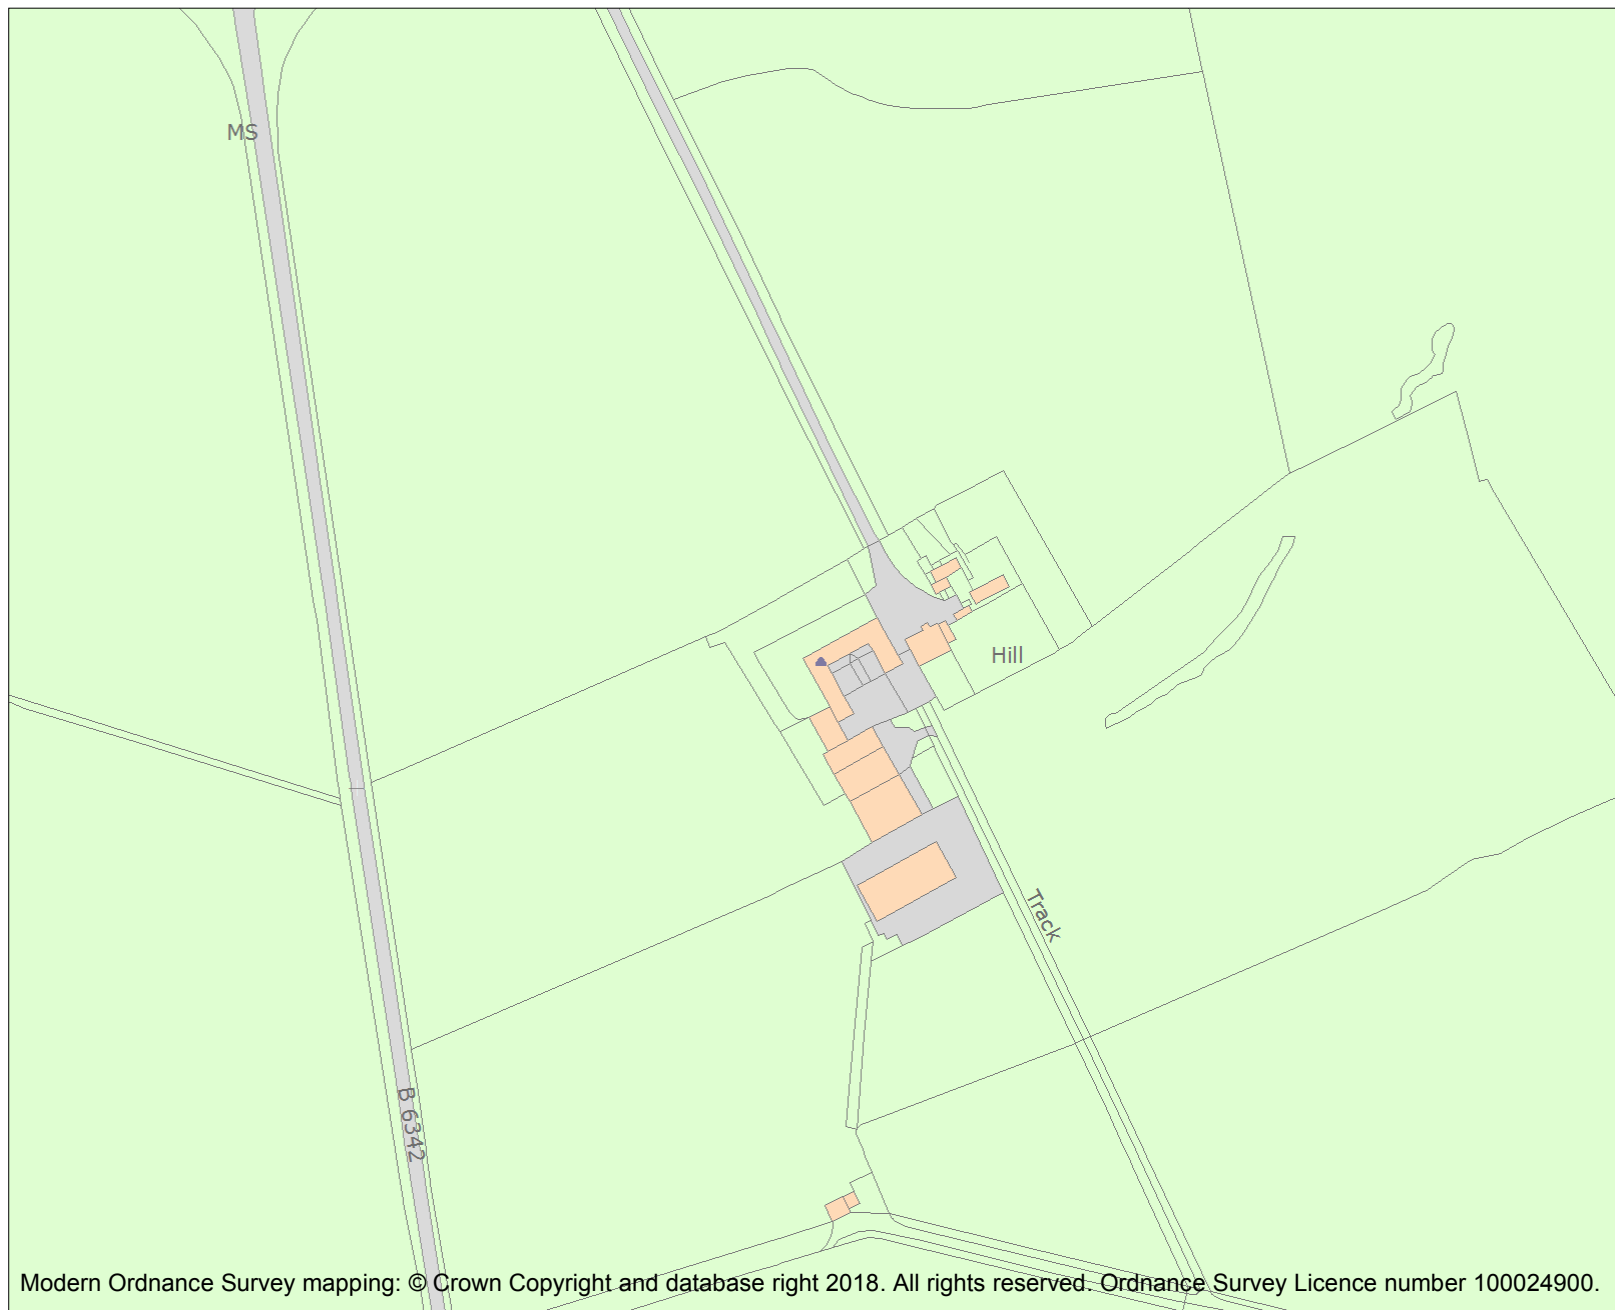 MS
Hill
Track
B 6342
Modern Ordnance Survey mapping: © Crown Copyright and database right 2018. All rights reserved. Ordnance Survey Licence number 100024900.